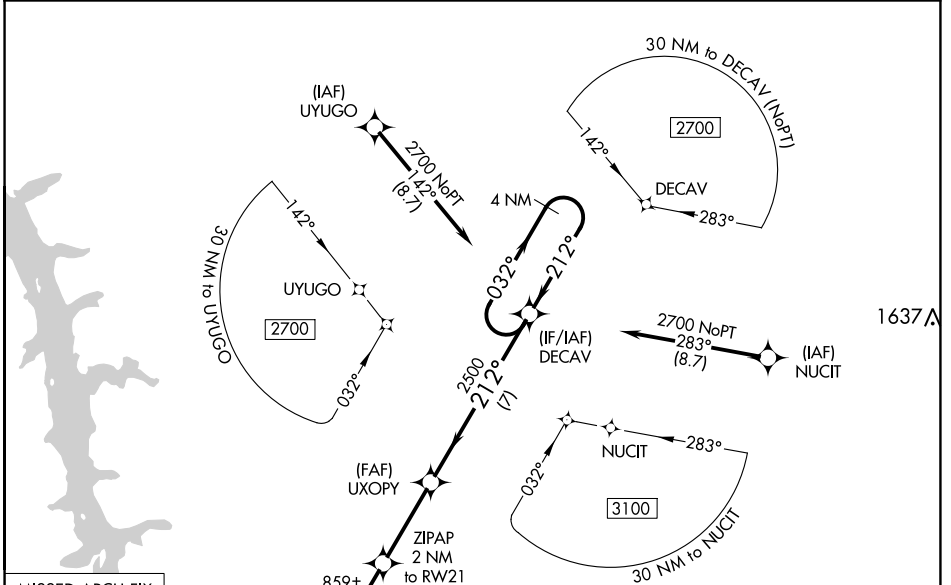 30 NM to DECAV (NoPT)
2700
142°
DECAV
283°
(IAF)
UYUGO
2700 NoPT
142°
(8.7)
4 NM
032°
212°
142°
30 NM to UYUGO
UYUGO
2700
032°
(IF/IAF)
DECAV
2700 NoPT
283°
(8.7)
(IAF)
NUCIT
1637
2500
212°
(7)
NUCIT
283°
032°
3100
30 NM to NUCIT
(FAF)
UXOPY
ZIPAP
2 NM
to RW21
859±
MISSED APCH FIX